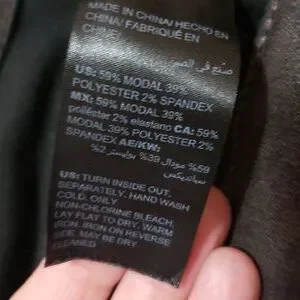 MADE IN CHINA/ HECHO EN
CHINA/ FABRIQUÉ EN
CHINE/
صنع في الصين
US: 59% MODAL 39%
POLYESTER 2% SPANDEX
MX: 59% MODAL 39%
poliéster 2% elastano CA: 59%
MODAL 39% POLYESTER 2%
SPANDEX AE/KW:
59% مودال 39% بوليستر 2%
سباندكس
US: TURN INSIDE OUT.
SEPARATELY. HAND WASH
COLD. ONLY
NON-CHLORINE BLEACH.
LAY FLAT TO DRY. WARM
IRON. IRON ON REVERSE
SIDE. MAY BE DRY
CLEANED